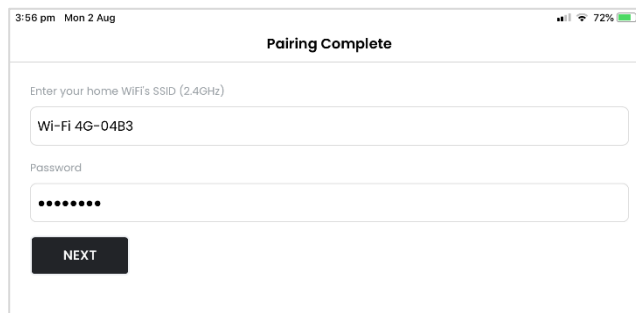 3:56 pm Mon 2 Aug 72%
Pairing Complete
Enter your home WiFi's SSID (2.4GHz)
Wi-Fi 4G-04B3
Password
••••••••
NEXT